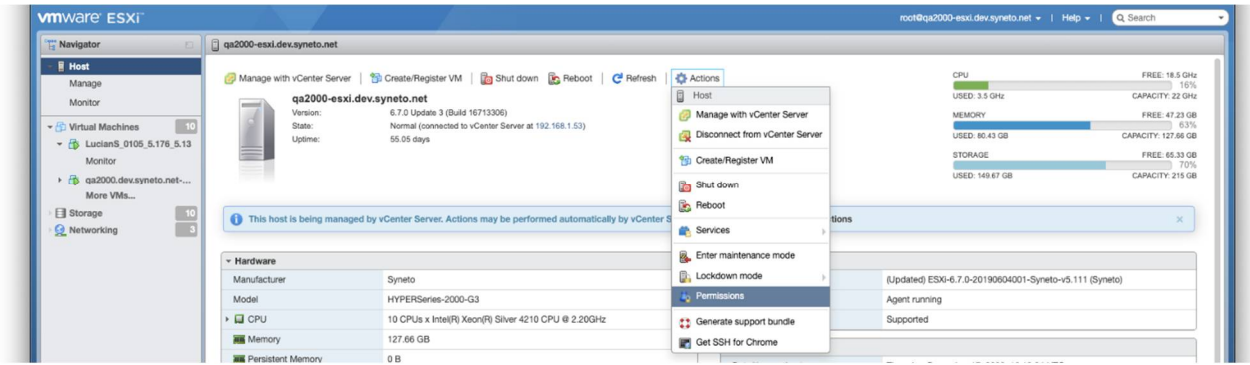 vmware ESXi
root@qa2000-esxi.dev.syneto.net | Help | Search
Navigator
qa2000-esxi.dev.syneto.net
Host
Manage
Monitor
Virtual Machines 10
LucianS_0105_5.176_5.13
Monitor
qa2000.dev.syneto.net-...
More VMs...
Storage 10
Networking 3
Manage with vCenter Server | Create/Register VM | Shut down Reboot | Refresh | Actions
qa2000-esxi.dev.syneto.net
Version: 6.7.0 Update 3 (Build 16713306)
State: Normal (connected to vCenter Server at 192.168.1.53)
Uptime: 55.05 days
CPU FREE: 18.5 GHz
16%
USED: 3.5 GHz CAPACITY: 22 GHz
MEMORY FREE: 47.23 GB
63%
USED: 80.43 GB CAPACITY: 127.66 GB
STORAGE FREE: 65.33 GB
70%
USED: 149.67 GB CAPACITY: 215 GB
Host
Manage with vCenter Server
Disconnect from vCenter Server
Create/Register VM
Shut down
Reboot
Services
Enter maintenance mode
Lockdown mode
Permissions
Generate support bundle
Get SSH for Chrome
This host is being managed by vCenter Server. Actions may be performed automatically by vCenter S
tions
Hardware
Manufacturer Syneto
Model HYPERSeries-2000-G3
CPU 10 CPUs x Intel(R) Xeon(R) Silver 4210 CPU @ 2.20GHz
Memory 127.66 GB
Persistent Memory 0 B
(Updated) ESXi-6.7.0-20190604001-Syneto-v5.111 (Syneto)
Agent running
Supported